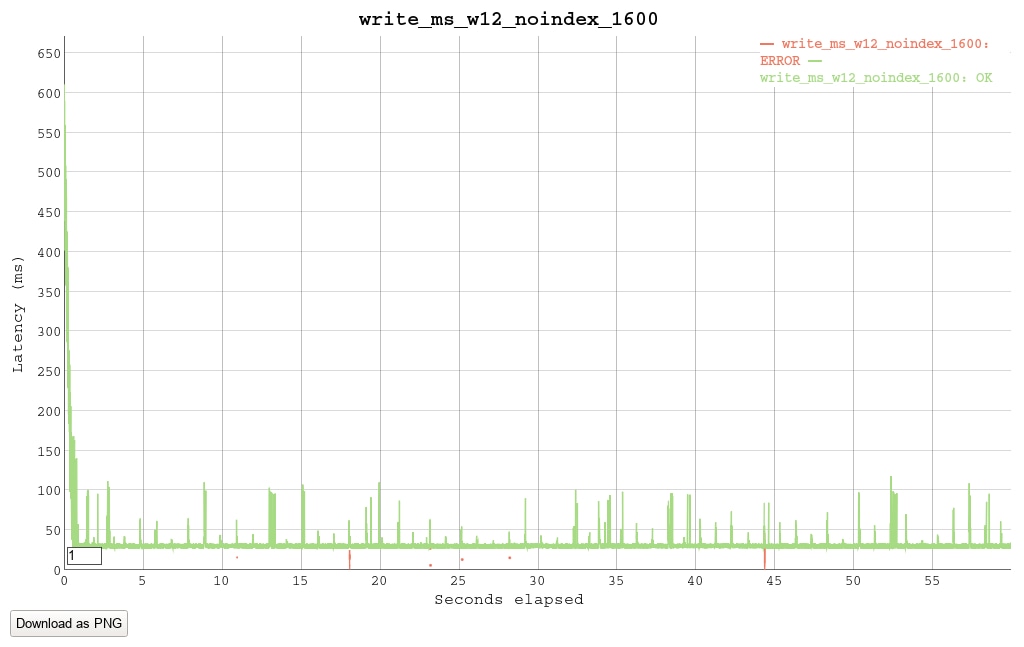 write_ms_w12_noindex_1600
write_ms_w12_noindex_1600:
ERROR
write_ms_w12_noindex_1600: OK
650
600
550
500
450
400
350
300
250
200
150
100
50
0
Latency (ms)
1
0 5 10 15 20 25 30 35 40 45 50 55
Seconds elapsed
Download as PNG